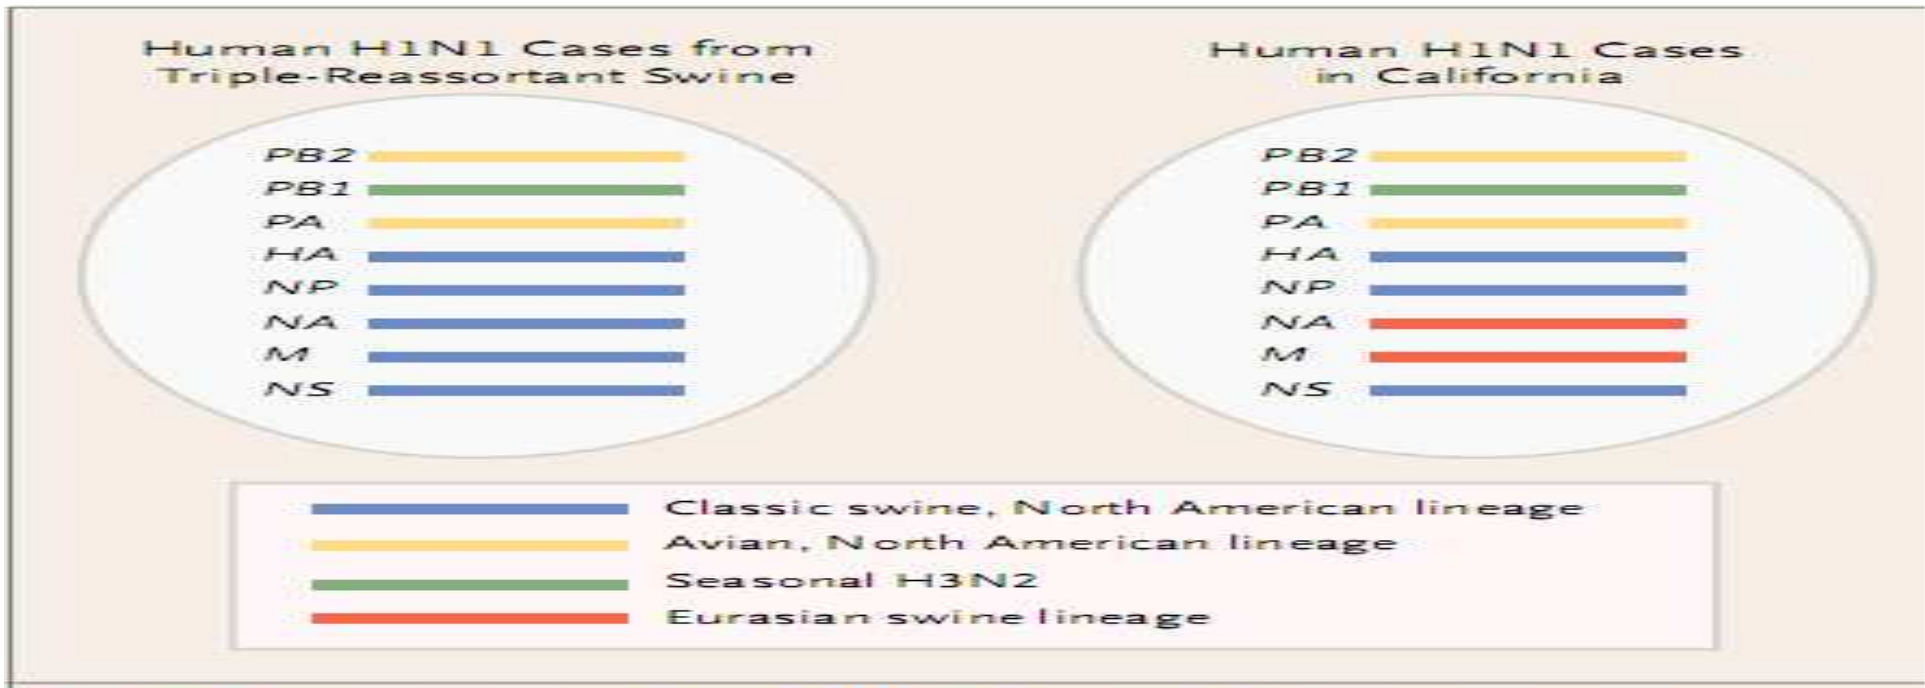 Human H1N1 Cases from
Triple-Reassortant Swine
PB2
PB1
PA
HA
NP
NA
M
NS
Human H1N1 Cases
in California
PB2
PB1
PA
HA
NP
NA
M
NS
Classic swine, North American lineage
Avian, North American lineage
Seasonal H3N2
Eurasian swine lineage